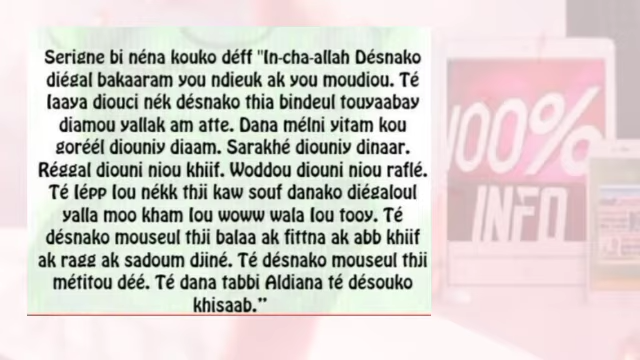 Serigne bi néna kouko déff "In-cha-allah Désnako
diégal bakaaram you ndieuk ak you moudiou. Té
laaya diouci nék désnako thia bindeul touyaabay
diamou yallak am atte. Dana mélni yitam kou
goréél diouniy diaam. Sarakhé diouniy dinaar.
Réggal diouni niou khiif. Woddou diouni niou raflé.
Té lépp lou nékk thji kaw souf danako diégaloul
yalla moo kham lou woww wala lou tooy. Té
désnako mouseul thji balaa ak fittna ak abb khiif
ak ragg ak sadoum djiné. Té désnako mouseul thji
métitou déé. Té dana tabbi Aldiana té désouko
khisaab.”
100%
INFO